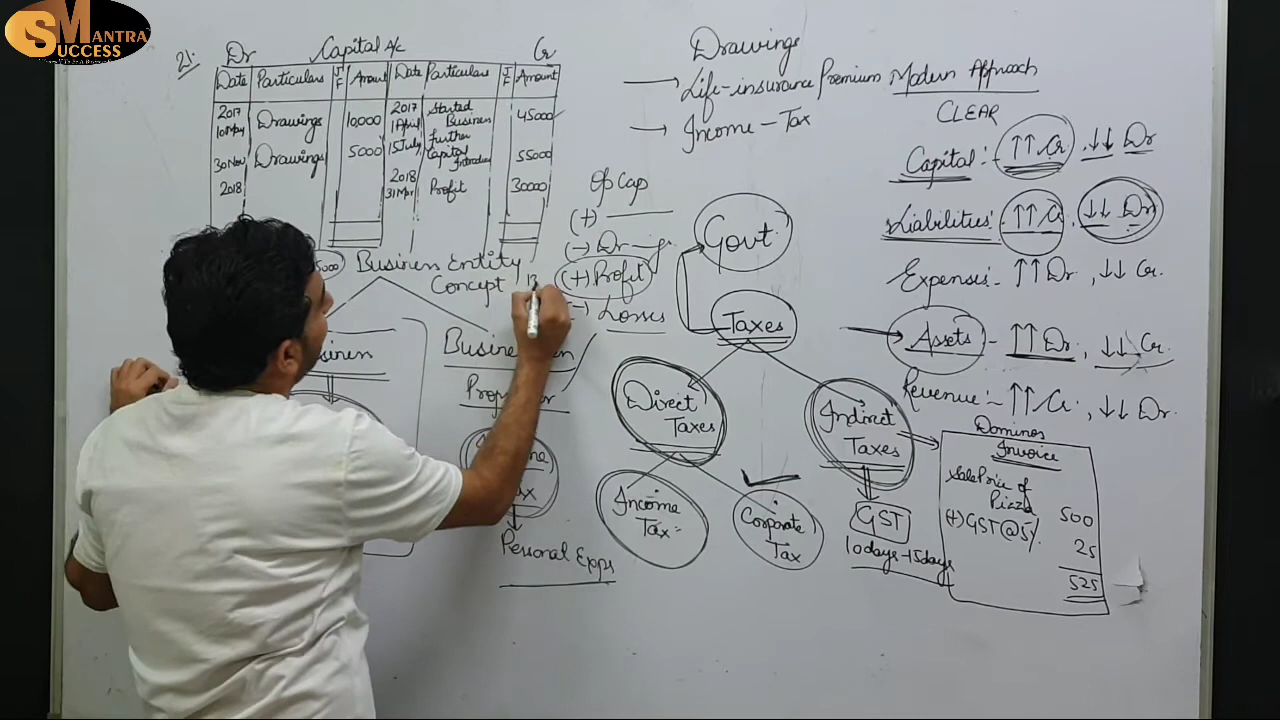 SUCCESS MANTRA
21:
Dr Capital A/c Cr
Date Particulars J F Amount Date Particulars J F Amount
2017 2017 Started
10 May Drawings 10,000 1 April Business 45000
15 July Further
30 Nov Drawings 5000 Capital 55000
Introduced
2018 2018
31 Mar Profit 30000
Business Entity
Concept
Business
Personal Exps
Op Cap
(+)
(-) Dr
(+) Profit
(-) Losses
Drawings
→ Life-insurance Premium
→ Income-Tax
Govt.
Taxes
Direct
Taxes
Indirect
Taxes
Income
Tax
Corporate
Tax
GST
10days-15days
Modern Approach
CLEAR
Capital:- ↑↑ Cr, ↓↓ Dr
Liabilities: ↑↑ Cr, ↓↓ Dr
Expenses- ↑↑ Dr, ↓↓ Cr.
Assets - ↑↑ Dr, ↓↓ Cr.
Revenue:- ↑↑ Cr, ↓↓ Dr.
Dominos
Invoice
Sale Price of
Pizza 500
(+) GST@5% 25
525